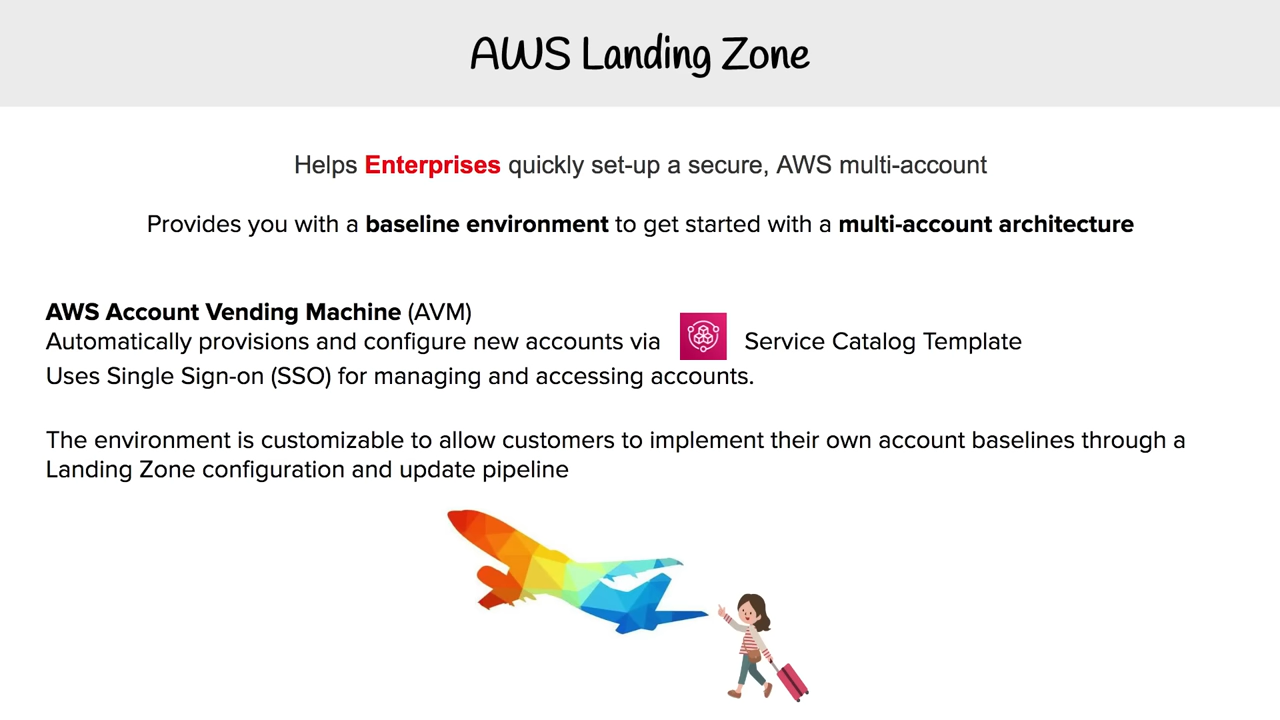 AWS Landing Zone
Helps Enterprises quickly set-up a secure, AWS multi-account
Provides you with a baseline environment to get started with a multi-account architecture
AWS Account Vending Machine (AVM)
Automatically provisions and configure new accounts via Service Catalog Template
Uses Single Sign-on (SSO) for managing and accessing accounts.
The environment is customizable to allow customers to implement their own account baselines through a
Landing Zone configuration and update pipeline